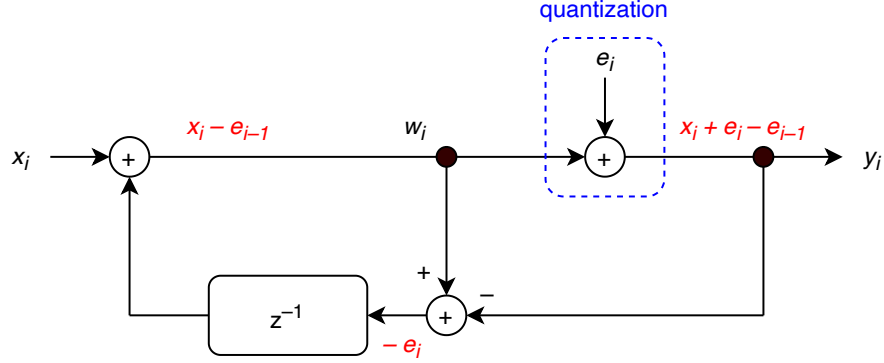 quantization
e_i
x_i – e_{i–1}
w_i
x_i + e_i – e_{i–1}
x_i
+
+
y_i
+
–
z^{–1}
+
– e_i